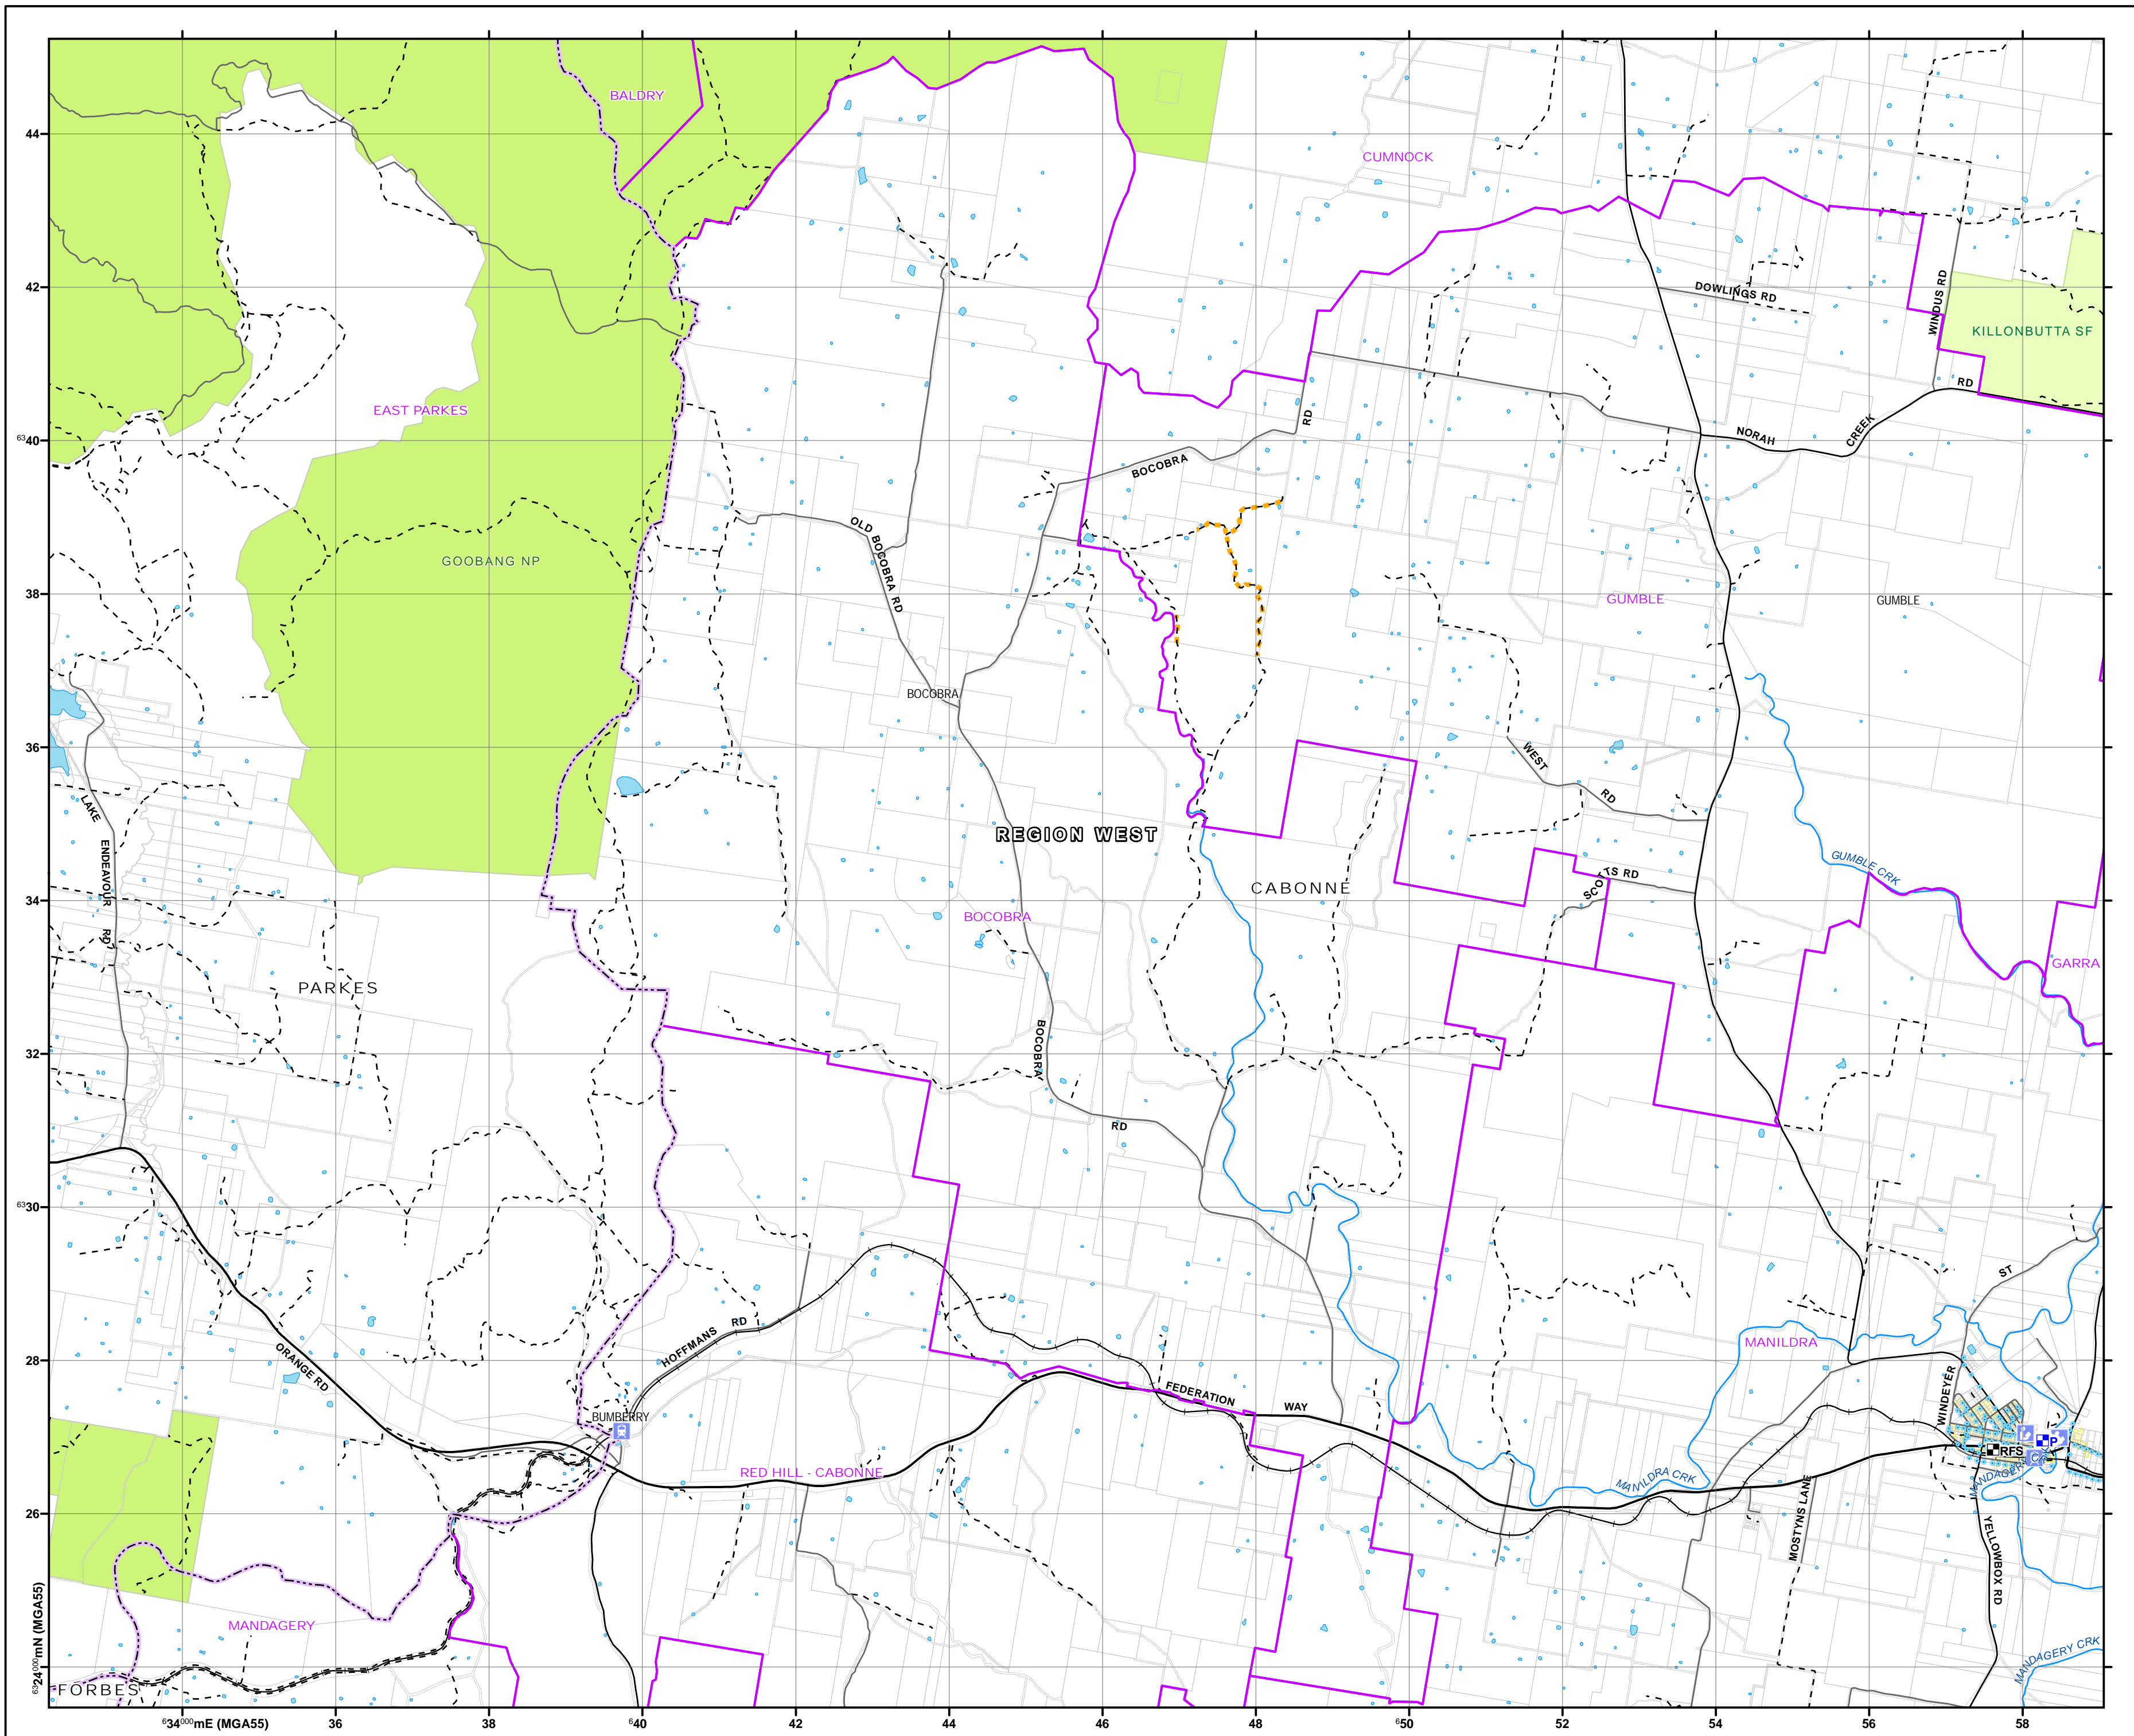 BALDRY
44
CUMNOCK
42
DOWLINGS RD
WINDUS RD
KILLONBUTTA SF
EAST PARKES
RD
RD
NORAH
CREEK
6340
BOCOBRA
OLD BOCOBRA RD
GOOBANG NP
38
GUMBLE
GUMBLE
BOCOBRA
36
WEST
RD
LAKE
ENDEAVOUR
RD
REGION WEST
GUMBLE CRK
SCOTTS RD
CABONNE
34
BOCOBRA
GARRA
PARKES
32
BOCOBRA
RD
6330
ST
HOFFMANS
RD
MANILDRA
28
ORANGE RD
FEDERATION
WAY
WINDEYER
BUMBERRY
P
RFS
C
RED HILL - CABONNE
MANILDRA CRK
MOSTYNS LANE
26
YELLOWBOX RD
MANDAGERY
MANDAGERY CRK
6324000mN (MGA55)
FORBES
634000mE (MGA55)
36
38
640
42
44
46
48
650
52
54
56
58